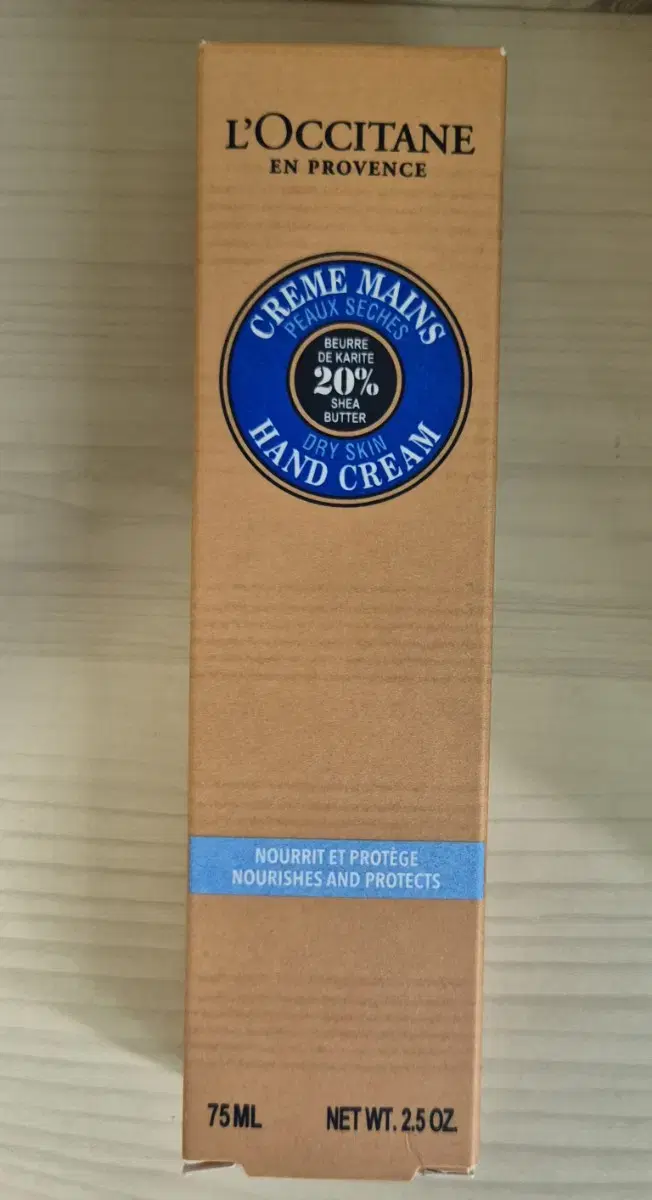 L'OCCITANE
EN PROVENCE
CREME MAINS
PEAUX SECHES
BEURRE
DE KARITE
20%
SHEA
BUTTER
DRY SKIN
HAND CREAM
NOURRIT ET PROTÈGE
NOURISHES AND PROTECTS
75 ML NET WT. 2.5 OZ.